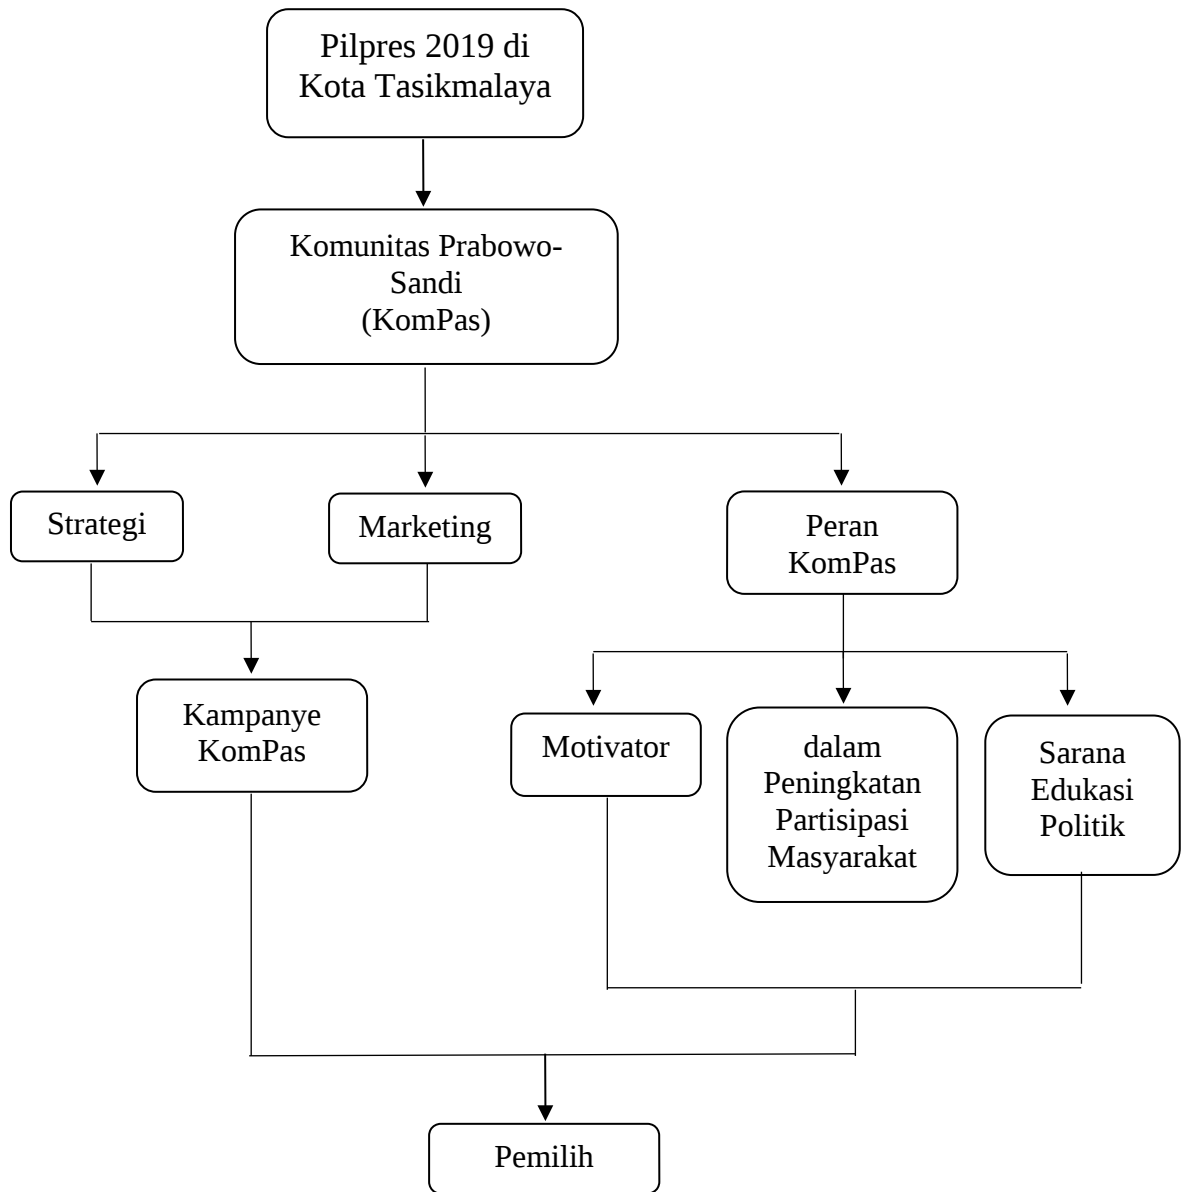 Pilpres 2019 di
Kota Tasikmalaya
Komunitas Prabowo-
Sandi
(KomPas)
Strategi
Marketing
Peran
KomPas
Kampanye
KomPas
Motivator
dalam
Peningkatan
Partisipasi
Masyarakat
Sarana
Edukasi
Politik
Pemilih